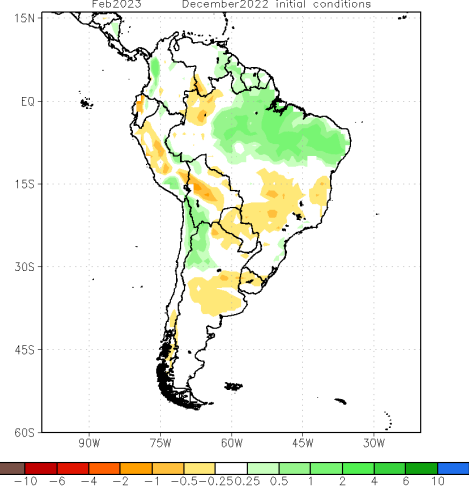 Feb2023 December2022 initial conditions
15N
EQ
15S
30S
45S
60S
90W 75W 60W 45W 30W
-10 -6 -4 -2 -1 -0.5 -0.25 0.25 0.5 1 2 4 6 10